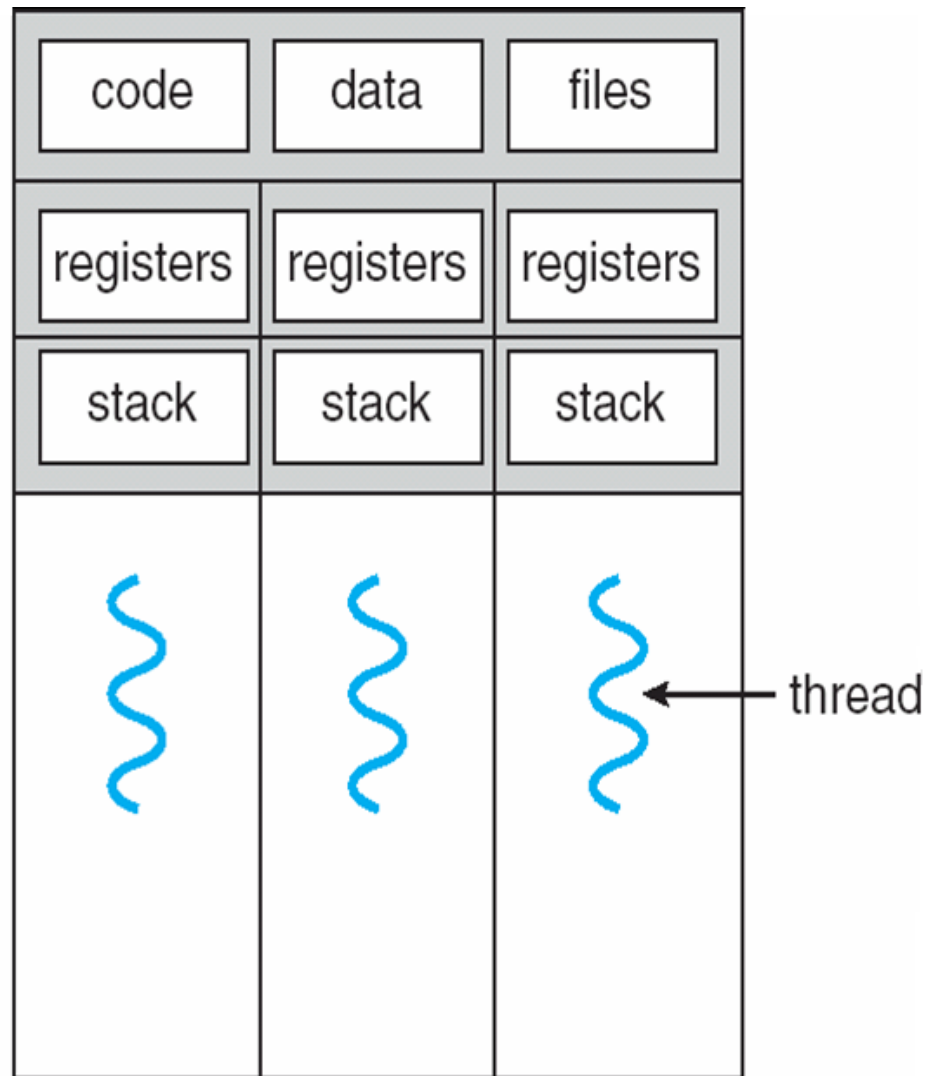 code data files
registers registers registers
stack stack stack
thread